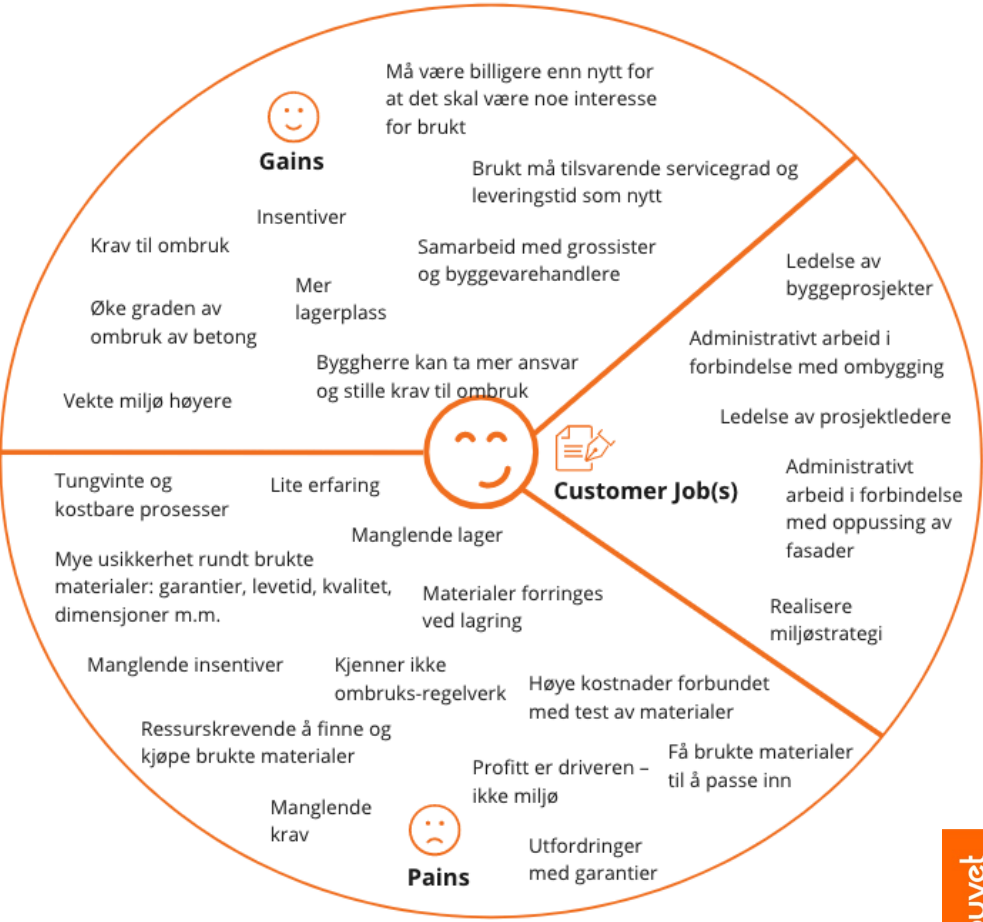 Må være billigere enn nytt for
at det skal være noe interesse
for brukt
Gains
Brukt må tilsvarende servicegrad og
leveringstid som nytt
Insentiver
Krav til ombruk
Samarbeid med grossister
og byggevarehandlere
Mer
lagerplass
Øke graden av
ombruk av betong
Byggherre kan ta mer ansvar
og stille krav til ombruk
Vekte miljø høyere
Ledelse av
byggeprosjekter
Administrativt arbeid i
forbindelse med ombygging
Ledelse av prosjektledere
Customer Job(s)
Administrativt
arbeid i forbindelse
med oppussing av
fasader
Realisere
miljøstrategi
Tungvinte og
kostbare prosesser
Lite erfaring
Manglende lager
Mye usikkerhet rundt brukte
materialer: garantier, levetid, kvalitet,
dimensjoner m.m.
Materialer forringes
ved lagring
Manglende insentiver
Kjenner ikke
ombruks-regelverk
Høye kostnader forbundet
med test av materialer
Ressurskrevende å finne og
kjøpe brukte materialer
Profitt er driveren –
ikke miljø
Få brukte materialer
til å passe inn
Manglende
krav
Utfordringer
med garantier
Pains